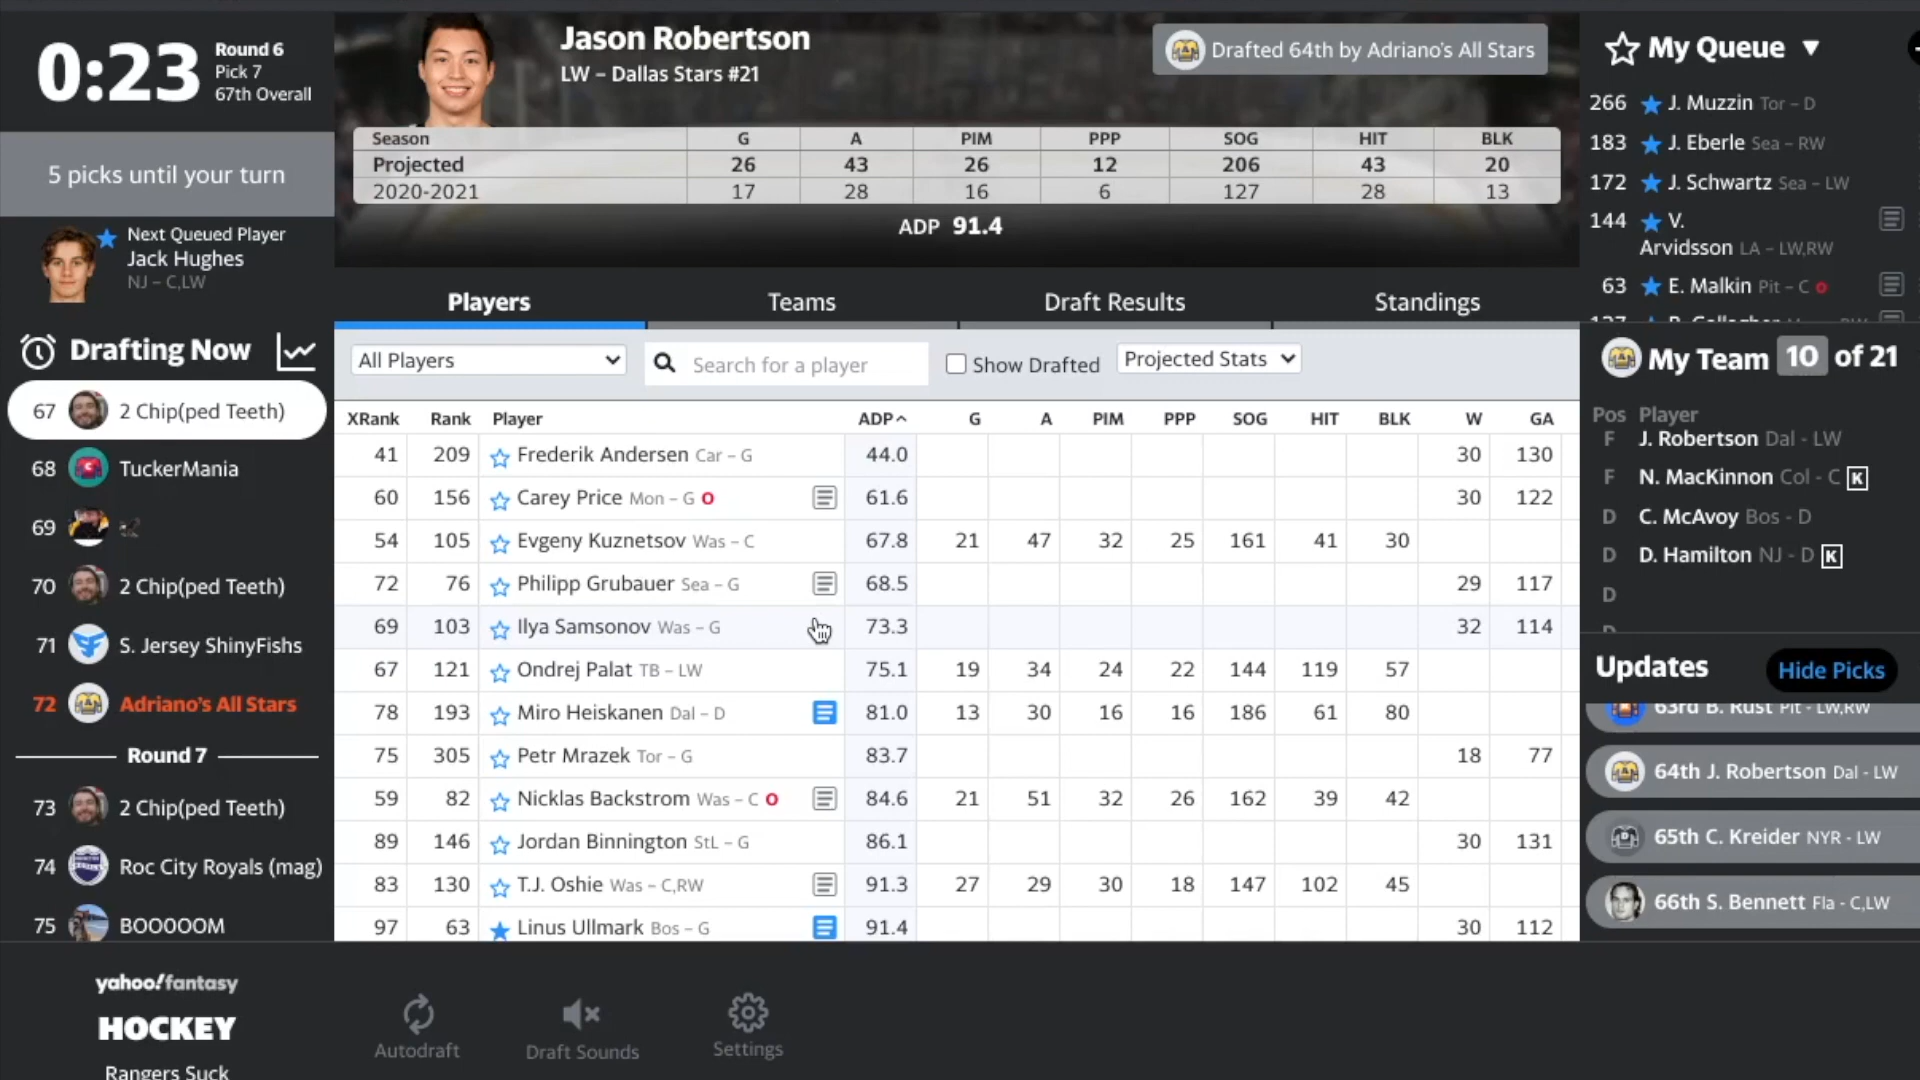 0:23
Round 6
Pick 7
67th Overall
5 picks until your turn
Next Queued Player
Jack Hughes
NJ – C,LW
Drafting Now
67 2 Chip(ped Teeth)
68 TuckerMania
69
70 2 Chip(ped Teeth)
71 S. Jersey ShinyFishs
72 Adriano's All Stars
Round 7
73 2 Chip(ped Teeth)
74 Roc City Royals (mag)
75 BOOOOOM
yahoo!fantasy
HOCKEY
Rangers Suck
Jason Robertson
LW – Dallas Stars #21
Drafted 64th by Adriano's All Stars
Season G A PIM PPP SOG HIT BLK
Projected 26 43 26 12 206 43 20
2020-2021 17 28 16 6 127 28 13
ADP 91.4
Players Teams Draft Results Standings
All Players Search for a player Show Drafted Projected Stats
XRank Rank Player ADP G A PIM PPP SOG HIT BLK W GA
41 209 Frederik Andersen Car – G 44.0 30 130
60 156 Carey Price Mon – G O 61.6 30 122
54 105 Evgeny Kuznetsov Was – C 67.8 21 47 32 25 161 41 30
72 76 Philipp Grubauer Sea – G 68.5 29 117
69 103 Ilya Samsonov Was – G 73.3 32 114
67 121 Ondrej Palat TB – LW 75.1 19 34 24 22 144 119 57
78 193 Miro Heiskanen Dal – D 81.0 13 30 16 16 186 61 80
75 305 Petr Mrazek Tor – G 83.7 18 77
59 82 Nicklas Backstrom Was – C O 84.6 21 51 32 26 162 39 42
89 146 Jordan Binnington StL – G 86.1 30 131
83 130 T.J. Oshie Was – C,RW 91.3 27 29 30 18 147 102 45
97 63 Linus Ullmark Bos – G 91.4 30 112
Autodraft Draft Sounds Settings
My Queue
266 J. Muzzin Tor – D
183 J. Eberle Sea – RW
172 J. Schwartz Sea – LW
144 V.
Arvidsson LA – LW,RW
63 E. Malkin Pit – C O
My Team 10 of 21
Pos Player
F J. Robertson Dal - LW
F N. MacKinnon Col - C K
D C. McAvoy Bos - D
D D. Hamilton NJ - D K
D
D
Updates Hide Picks
63rd B. Rust Pit - LW,RW
64th J. Robertson Dal - LW
65th C. Kreider NYR - LW
66th S. Bennett Fla - C,LW